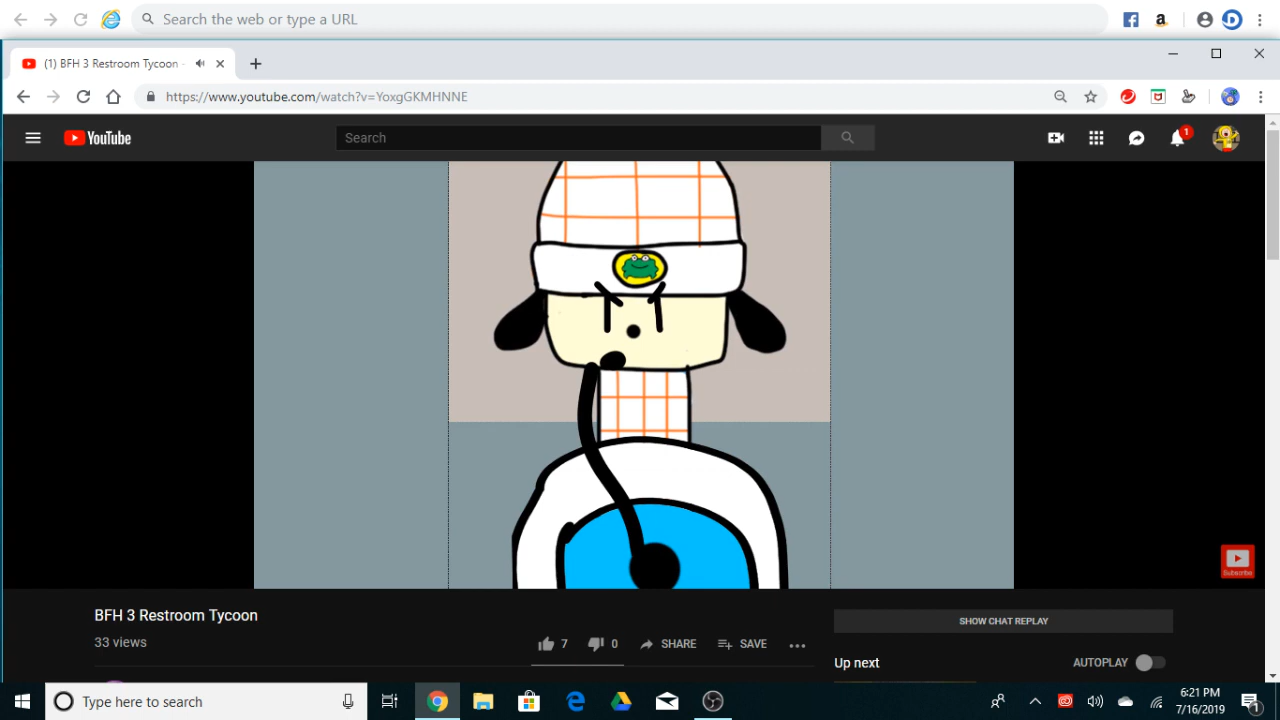 Search the web or type a URL
(1) BFH 3 Restroom Tycoon -
https://www.youtube.com/watch?v=YoxgGKMHNNE
YouTube
Search
1
Subscribe
BFH 3 Restroom Tycoon
33 views
7
0
SHARE
SAVE
SHOW CHAT REPLAY
Up next
AUTOPLAY
Type here to search
6:21 PM
7/16/2019
1